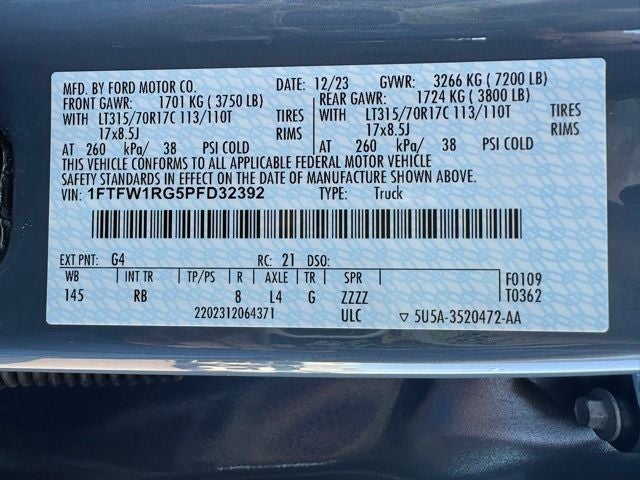 MFD. BY FORD MOTOR CO. DATE: 12/23 GVWR: 3266 KG ( 7200 LB)
FRONT GAWR: 1701 KG ( 3750 LB) REAR GAWR: 1724 KG ( 3800 LB)
WITH LT315/70R17C 113/110T TIRES WITH LT315/70R17C 113/110T TIRES
17x8.5J RIMS 17x8.5J RIMS
AT 260 kPa/ 38 PSI COLD AT 260 kPa/ 38 PSI COLD
THIS VEHICLE CONFORMS TO ALL APPLICABLE FEDERAL MOTOR VEHICLE
SAFETY STANDARDS IN EFFECT ON THE DATE OF MANUFACTURE SHOWN ABOVE.
VIN: 1FTFW1RG5PFD32392 TYPE: Truck
EXT PNT: G4 RC: 21 DSO:
WB INT TR TP/PS R AXLE TR SPR F0109
145 RB 8 L4 G ZZZZ T0362
2202312064371 ULC ▽ 5U5A-3520472-AA